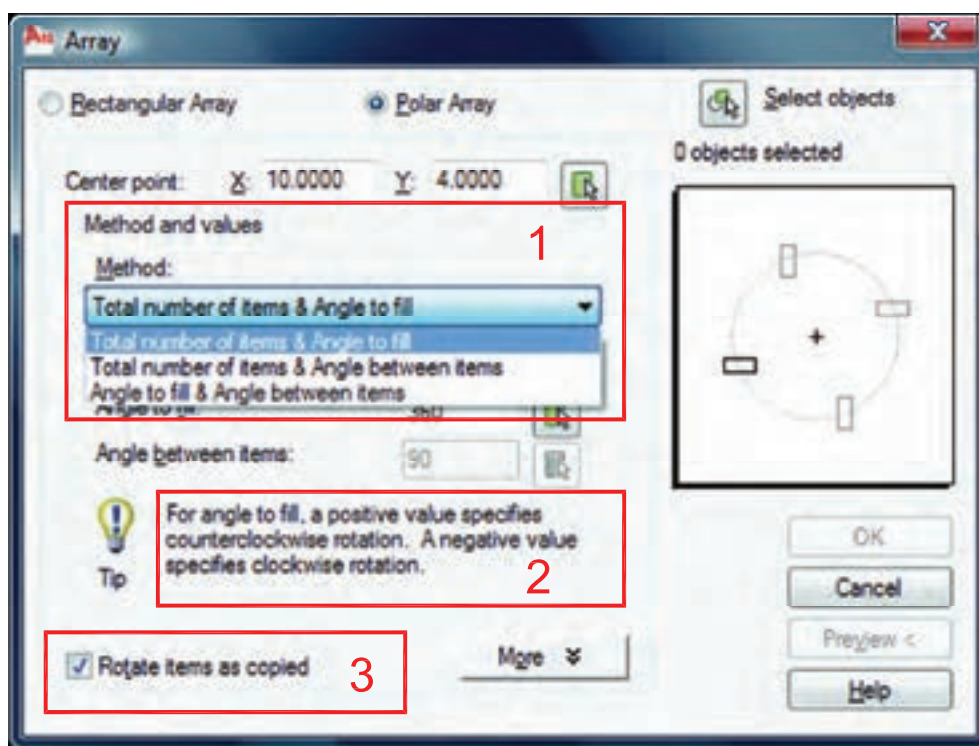 Array
Rectangular Array Polar Array Select objects
0 objects selected
Center point: X: 10.0000 Y: 4.0000
Method and values 1
Method:
Total number of items & Angle to fill
Total number of items & Angle to fill
Total number of items & Angle between items
Angle to fill & Angle between items
Angle to fill: 360
Angle between items: 90
For angle to fill, a positive value specifies
counterclockwise rotation. A negative value
specifies clockwise rotation.
Tip
2
OK
Cancel
Rotate items as copied 3 More
Preview <
Help